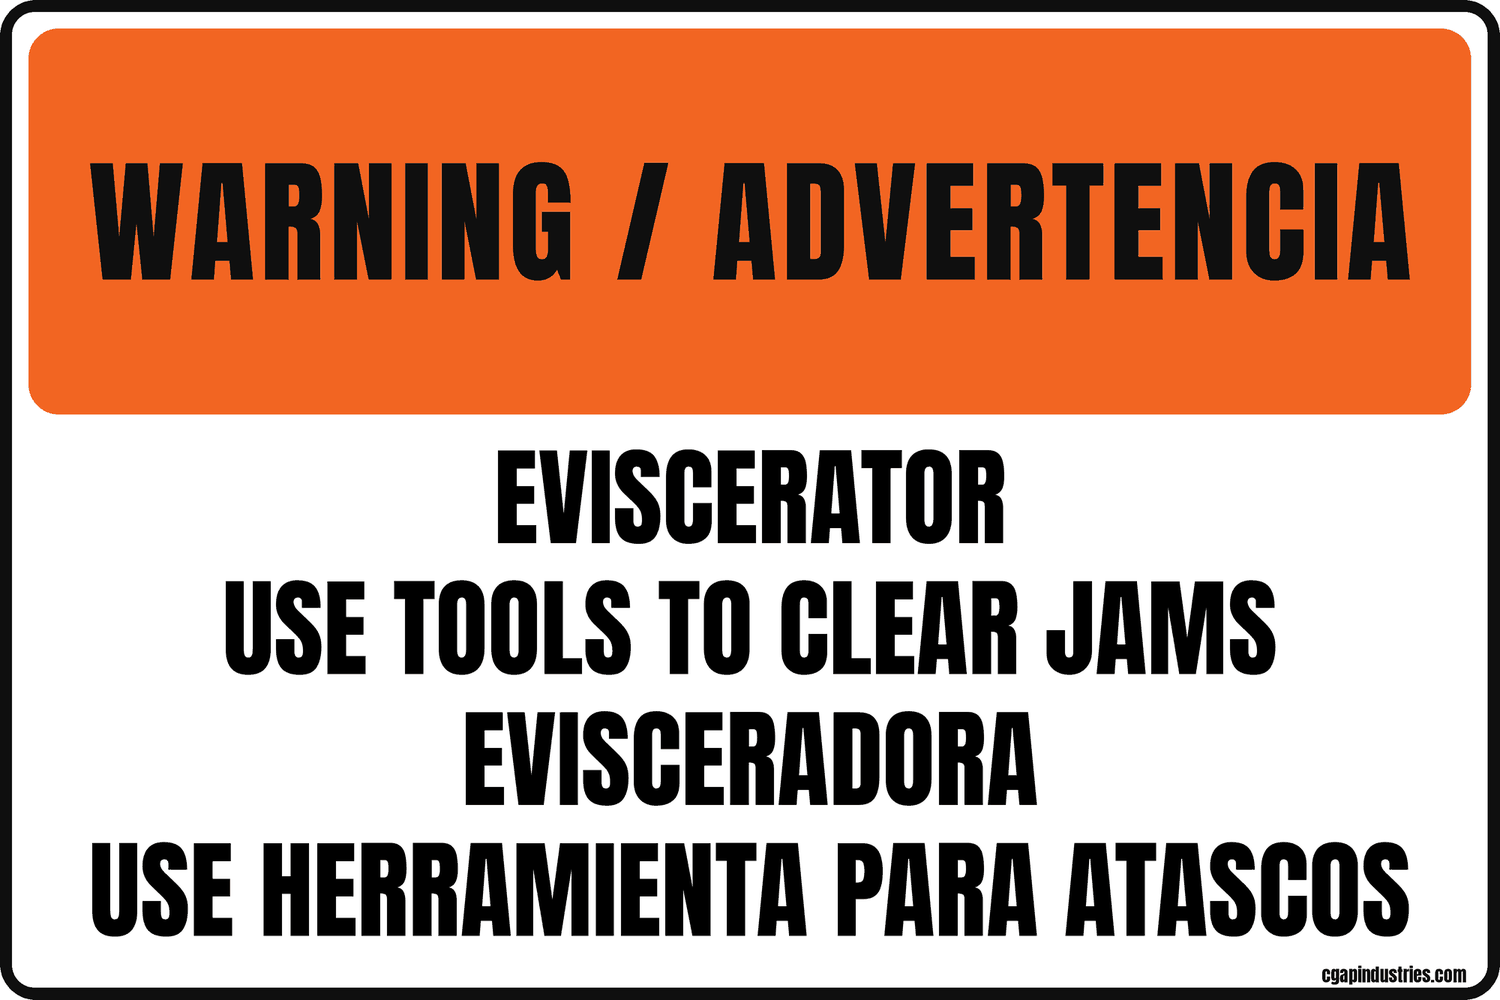 WARNING / ADVERTENCIA
EVISCERATOR
USE TOOLS TO CLEAR JAMS
EVISCERADORA
USE HERRAMIENTA PARA ATASCOS
cgapindustries.com